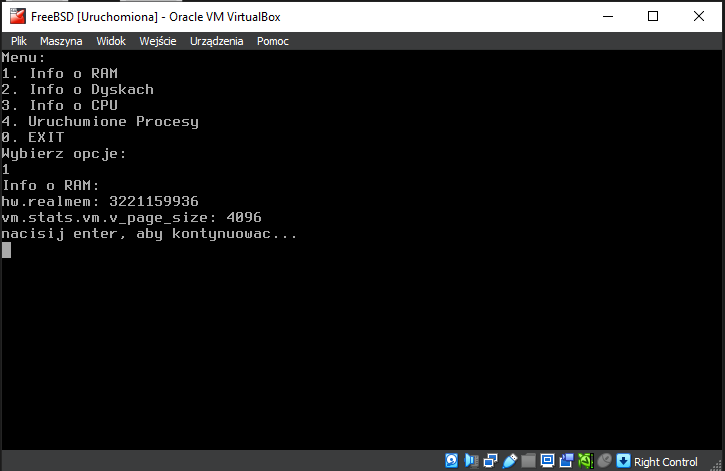 FreeBSD [Uruchomiona] - Oracle VM VirtualBox
Plik Maszyna Widok Wejście Urządzenia Pomoc
Menu:
1. Info o RAM
2. Info o Dyskach
3. Info o CPU
4. Uruchumione Procesy
0. EXIT
Wybierz opcje:
1
Info o RAM:
hw.realmem: 3221159936
vm.stats.vm.v_page_size: 4096
nacisij enter, aby kontynuowac...
Right Control